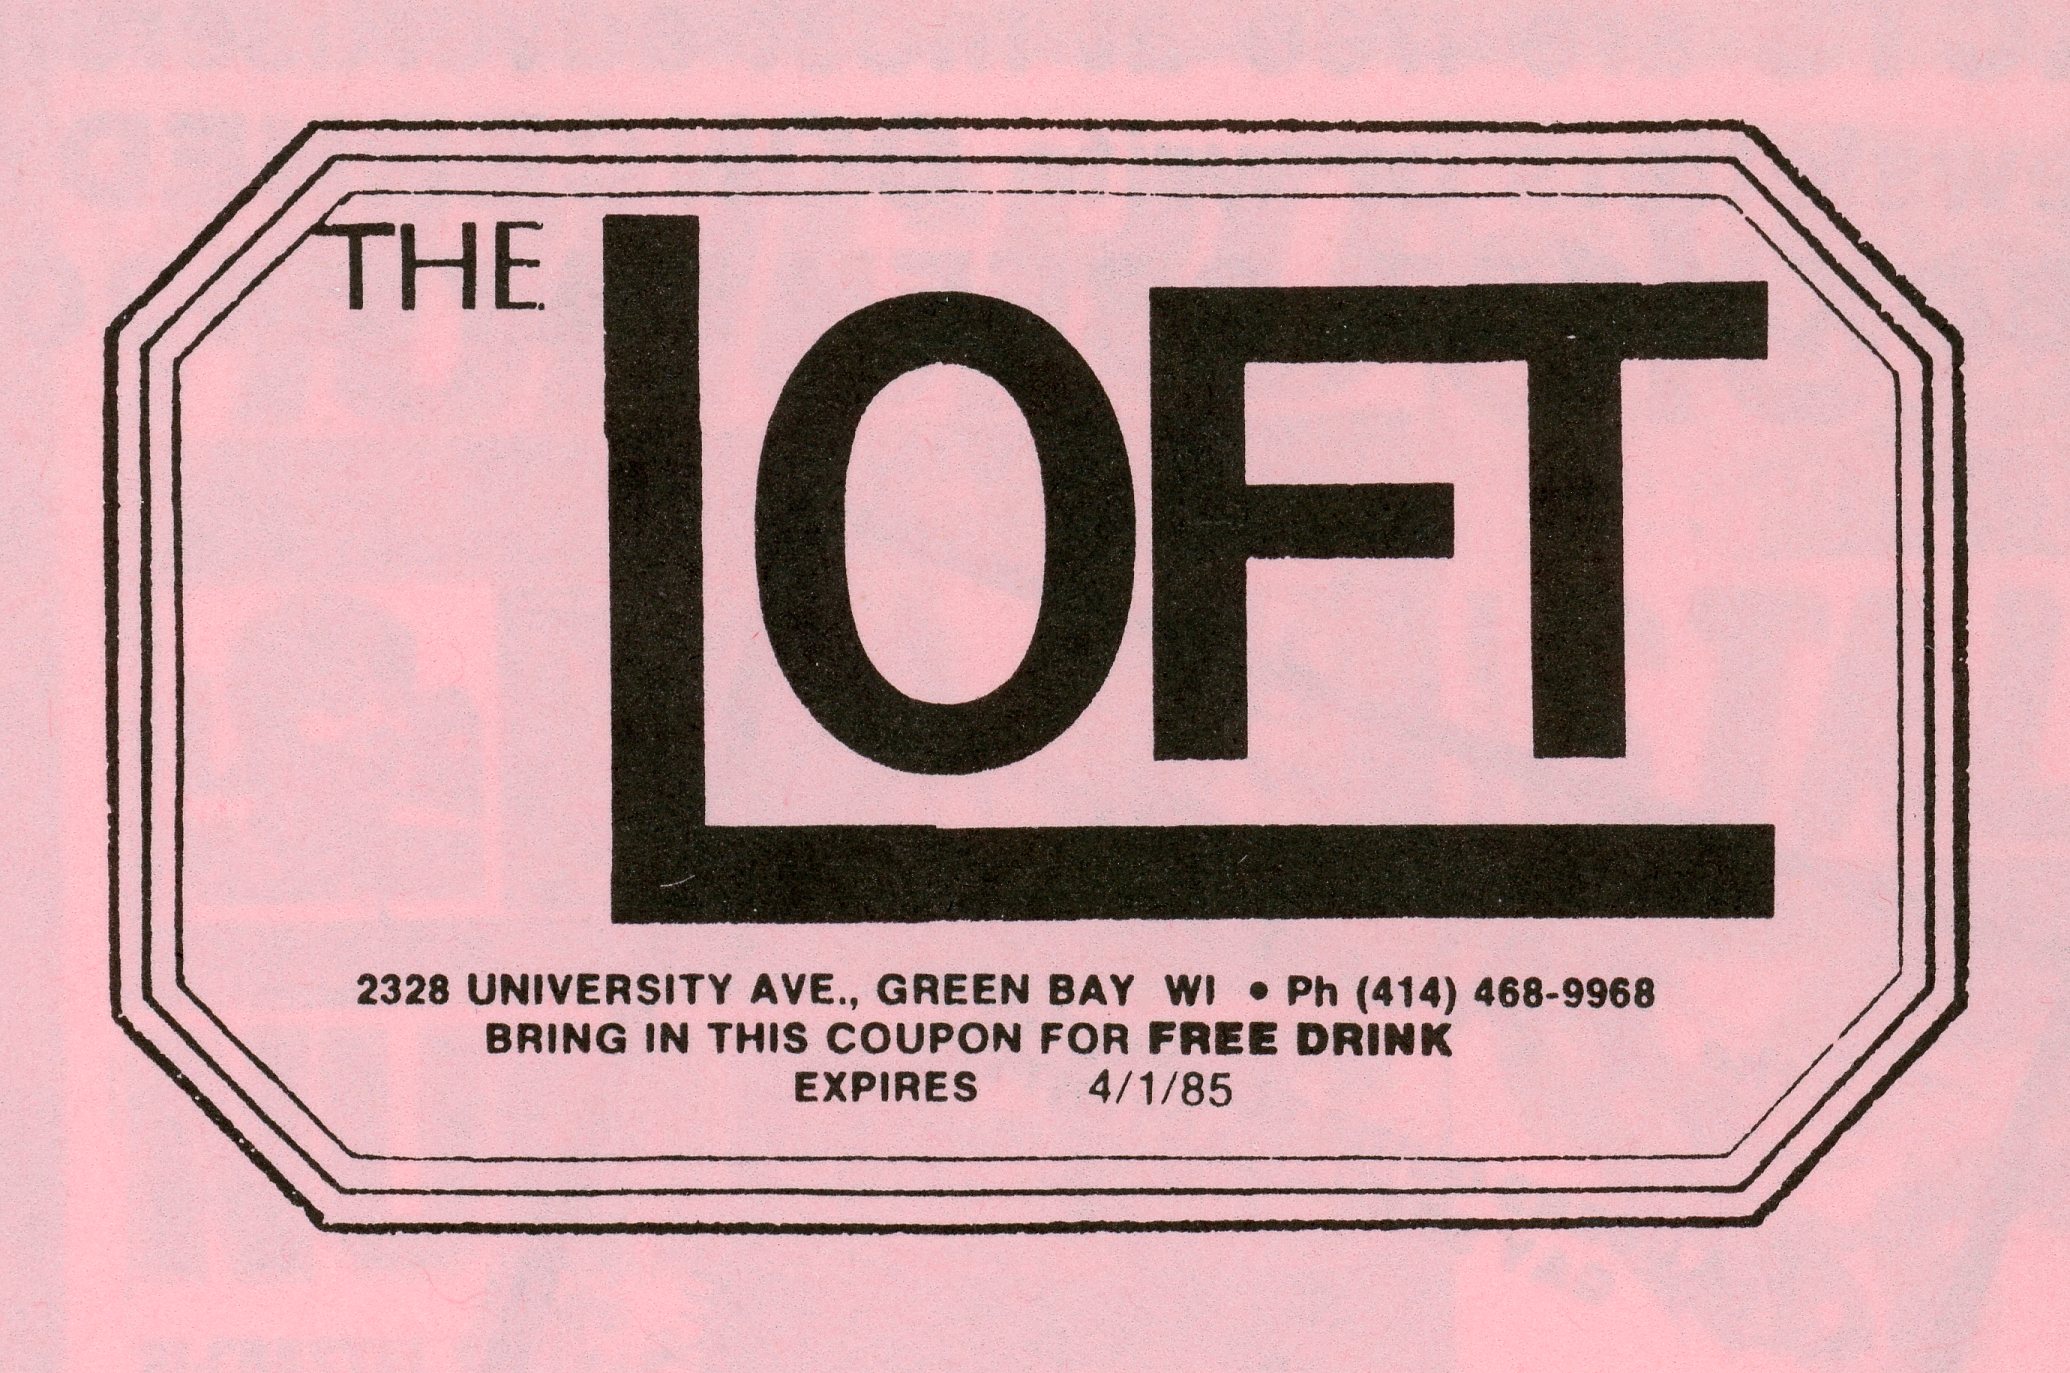 THE LOFT
2328 UNIVERSITY AVE., GREEN BAY WI • Ph (414) 468-9968
BRING IN THIS COUPON FOR FREE DRINK
EXPIRES 4/1/85